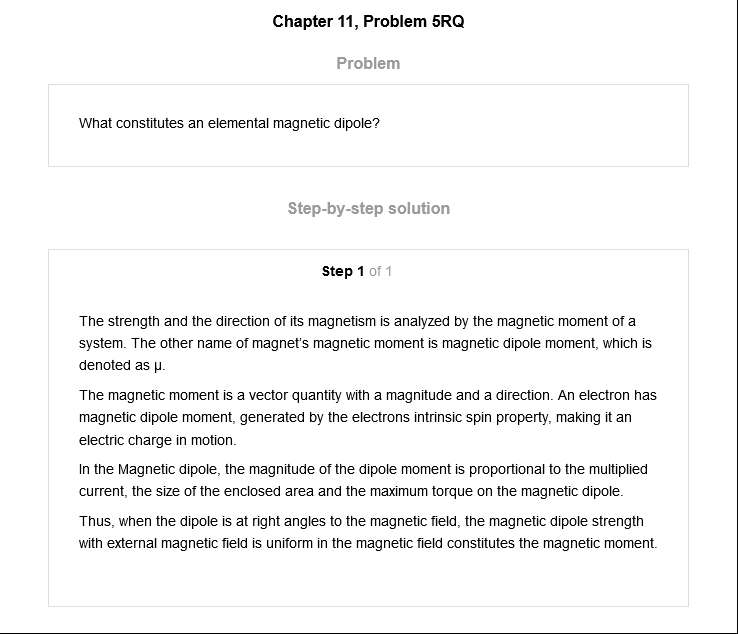 Chapter 11, Problem 5RQ
Problem
What constitutes an elemental magnetic dipole?
Step-by-step solution
Step 1 of 1
The strength and the direction of its magnetism is analyzed by the magnetic moment of a
system. The other name of magnet's magnetic moment is magnetic dipole moment, which is
denoted as μ.
The magnetic moment is a vector quantity with a magnitude and a direction. An electron has
magnetic dipole moment, generated by the electrons intrinsic spin property, making it an
electric charge in motion.
In the Magnetic dipole, the magnitude of the dipole moment is proportional to the multiplied
current, the size of the enclosed area and the maximum torque on the magnetic dipole.
Thus, when the dipole is at right angles to the magnetic field, the magnetic dipole strength
with external magnetic field is uniform in the magnetic field constitutes the magnetic moment.